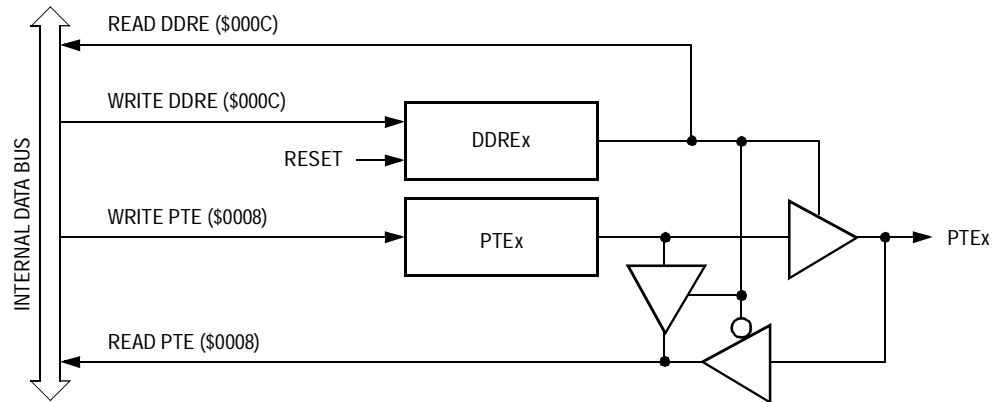 READ DDRE ($000C)
WRITE DDRE ($000C)
DDREx
RESET
WRITE PTE ($0008)
PTEx
PTEx
READ PTE ($0008)
INTERNAL DATA BUS